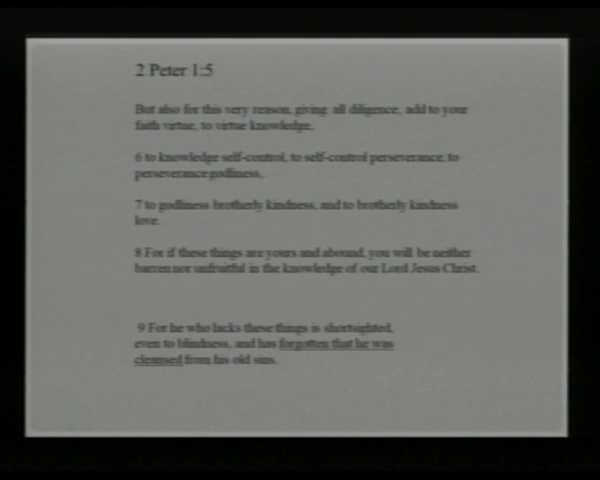 2 Peter 1:5
But also for this very reason, giving all diligence, add to your
faith virtue, to virtue knowledge,
6 to knowledge self-control, to self-control perseverance, to
perseverance godliness,
7 to godliness brotherly kindness, and to brotherly kindness
love.
8 For if these things are yours and abound, you will be neither
barren nor unfruitful in the knowledge of our Lord Jesus Christ.
9 For he who lacks these things is shortsighted,
even to blindness, and has forgotten that he was
cleansed from his old sins.